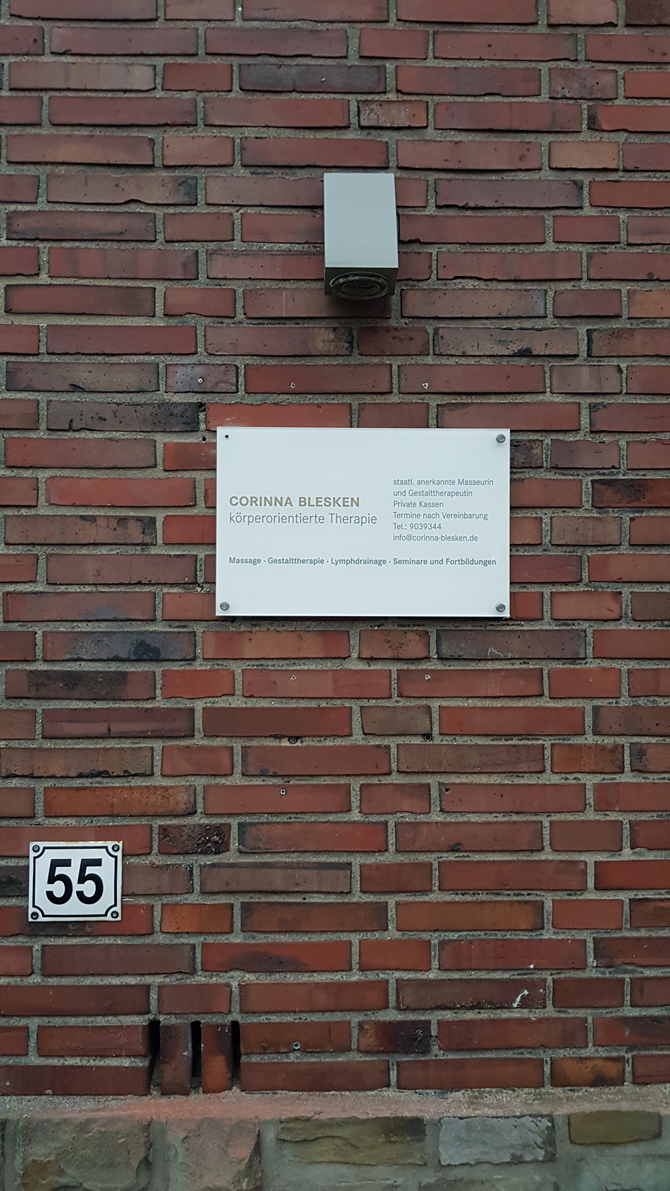 CORINNA BLESKEN
körperorientierte Therapie
staatl. anerkannte Masseurin
und Gestalttherapeutin
Private Kassen
Termine nach Vereinbarung
Tel.: 9039344
info@corinna-blesken.de
Massage · Gestalttherapie · Lymphdrainage · Seminare und Fortbildungen
55